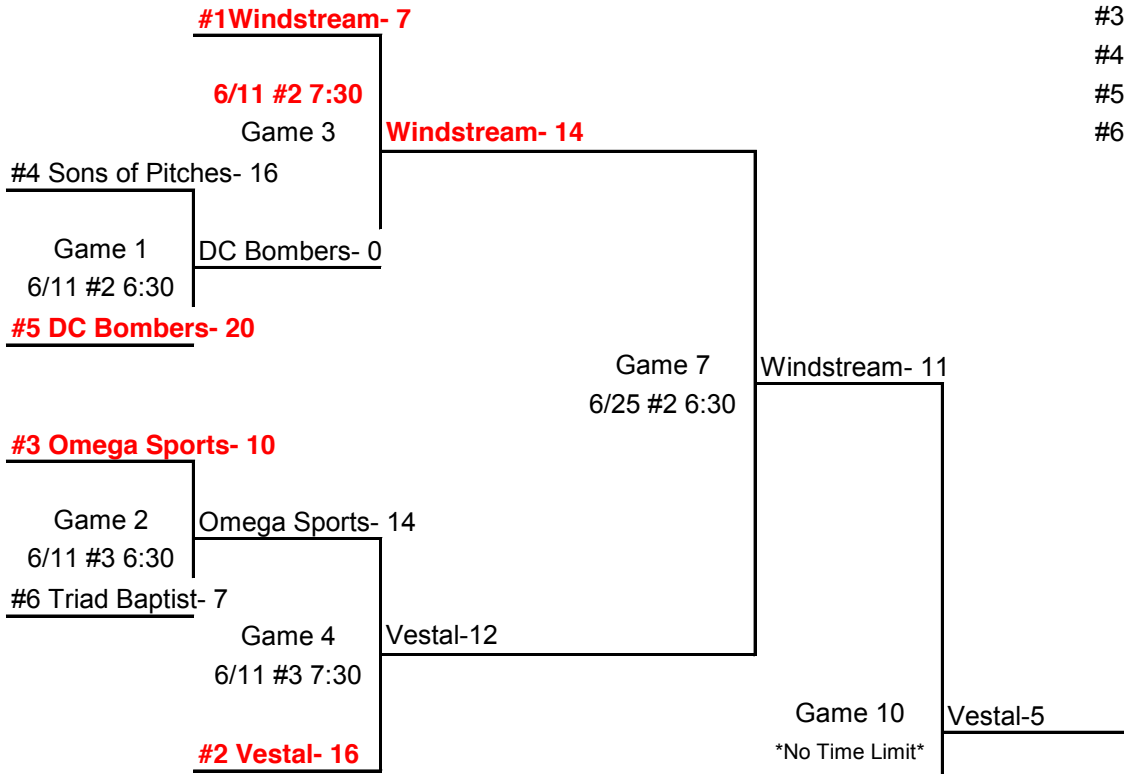 #1Windstream- 7
#3
#4
#5
#6
6/11 #2 7:30
Game 3
Windstream- 14
#4 Sons of Pitches- 16
Game 1
6/11 #2 6:30
DC Bombers- 0
#5 DC Bombers- 20
Game 7
6/25 #2 6:30
Windstream- 11
#3 Omega Sports- 10
Game 2
6/11 #3 6:30
Omega Sports- 14
#6 Triad Baptist- 7
Game 4
6/11 #3 7:30
Vestal-12
#2 Vestal- 16
Game 10
*No Time Limit*
Vestal-5